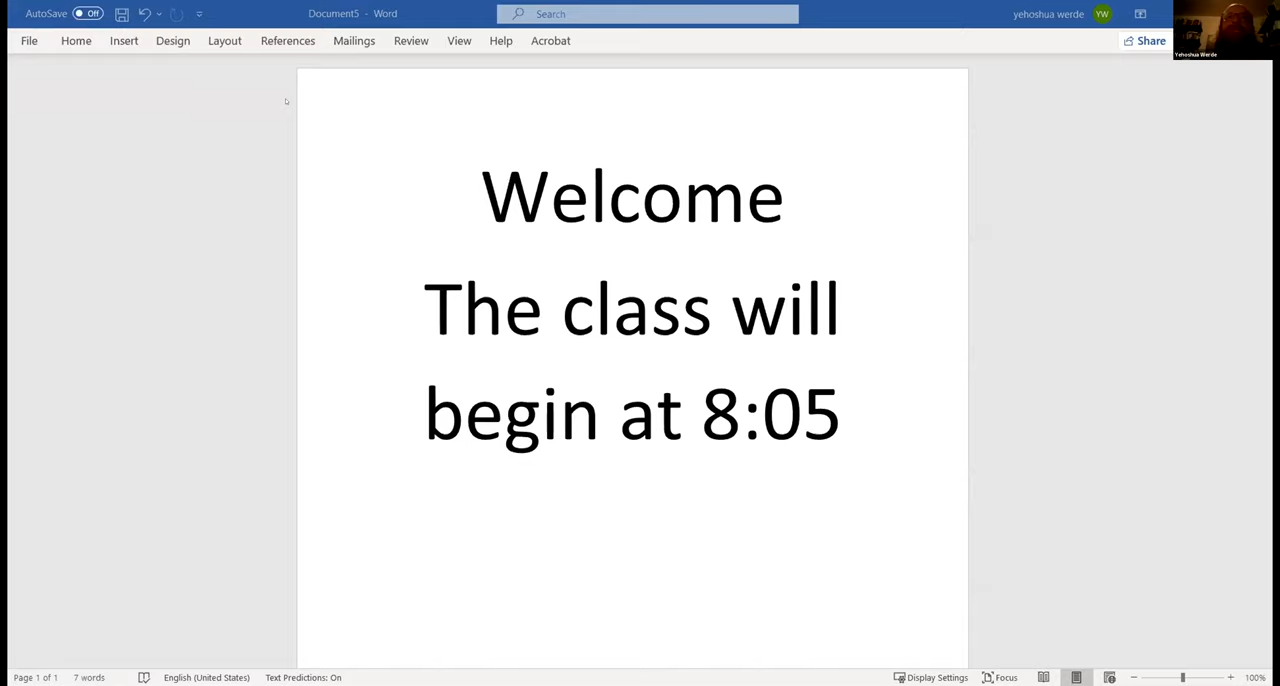 AutoSave Off Document5 - Word Search yehoshua werde YW
File Home Insert Design Layout References Mailings Review View Help Acrobat Share
Yehoshua Werde
Welcome
The class will
begin at 8:05
Page 1 of 1 7 words English (United States) Text Predictions: On Display Settings Focus 100%